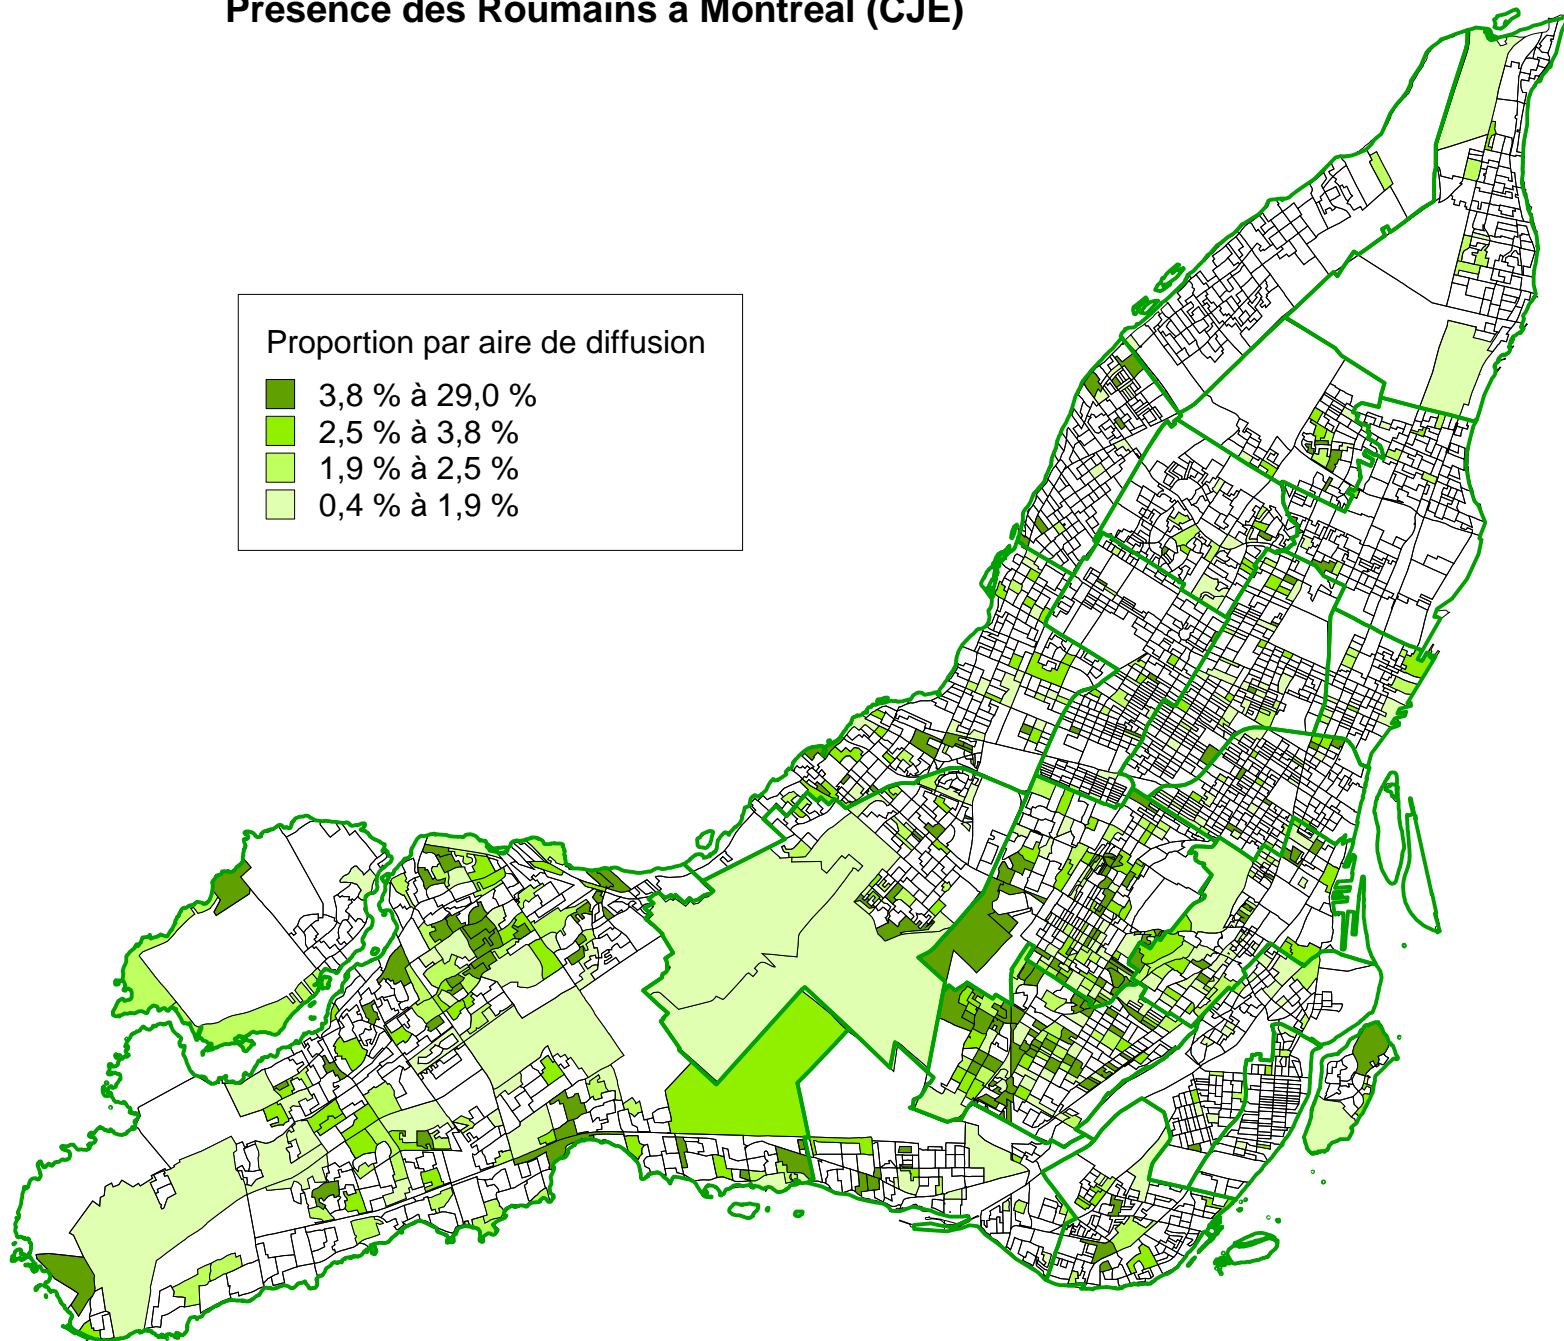 Présence des Roumains à Montréal (CJE)
Proportion par aire de diffusion
3,8 % à 29,0 %
2,5 % à 3,8 %
1,9 % à 2,5 %
0,4 % à 1,9 %